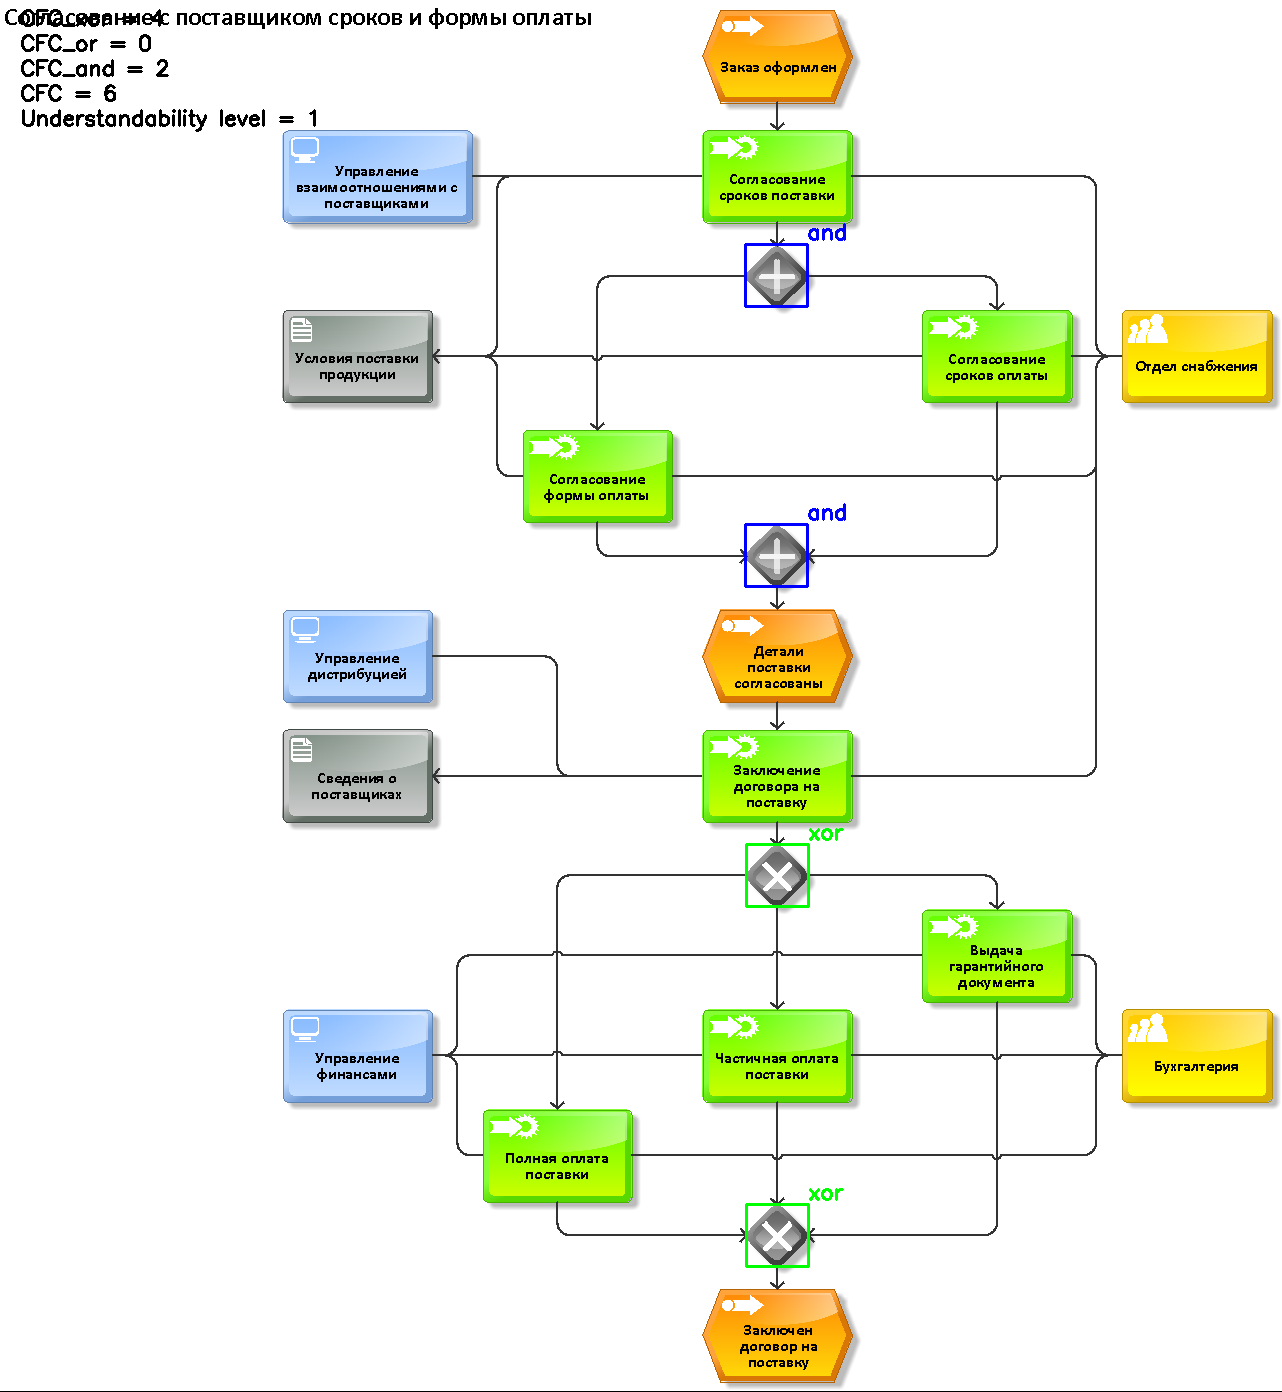 Согласование с поставщиком сроков и формы оплаты
CFC_xor = 4
CFC_or = 0
CFC_and = 2
CFC = 6
Understandability level = 1
Заказ оформлен
Управление
взаимоотношениями с
поставщиками
Согласование
сроков поставки
and
Условия поставки
продукции
Согласование
сроков оплаты
Отдел снабжения
Согласование
формы оплаты
and
Управление
дистрибуцией
Детали
поставки
согласованы
Сведения о
поставщиках
Заключение
договора на
поставку
xor
Выдача
гарантийного
документа
Управление
финансами
Частичная оплата
поставки
Бухгалтерия
Полная оплата
поставки
xor
Заключен
договор на
поставку